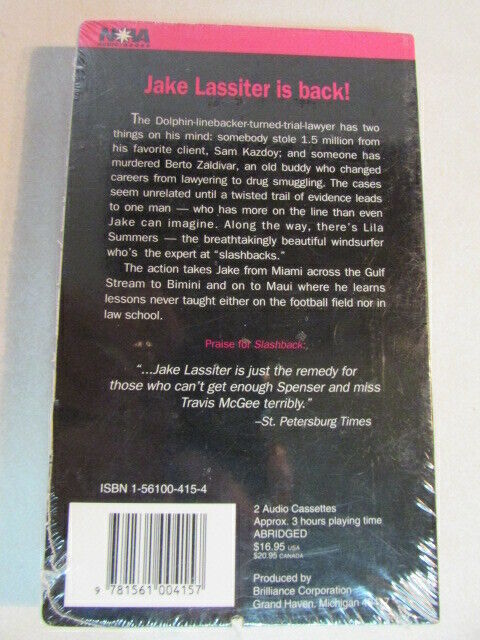 NOVA
AUDIO BOOKS
Jake Lassiter is back!
The Dolphin-linebacker-turned-trial-lawyer has two
things on his mind: somebody stole 1.5 million from
his favorite client, Sam Kazdoy; and someone has
murdered Berto Zaldivar, an old buddy who changed
careers from lawyering to drug smuggling. The cases
seem unrelated until a twisted trail of evidence leads
to one man — who has more on the line than even
Jake can imagine. Along the way, there's Lila
Summers — the breathtakingly beautiful windsurfer
who's the expert at "slashbacks."
The action takes Jake from Miami across the Gulf
Stream to Bimini and on to Maui where he learns
lessons never taught either on the football field nor in
law school.
Praise for Slashback:
"...Jake Lassiter is just the remedy for
those who can't get enough Spenser and miss
Travis McGee terribly."
–St. Petersburg Times
ISBN 1-56100-415-4
9 781561 004157
2 Audio Cassettes
Approx. 3 hours playing time
ABRIDGED
$16.95 USA
$20.95 CANADA
Produced by
Brilliance Corporation
Grand Haven, Michigan